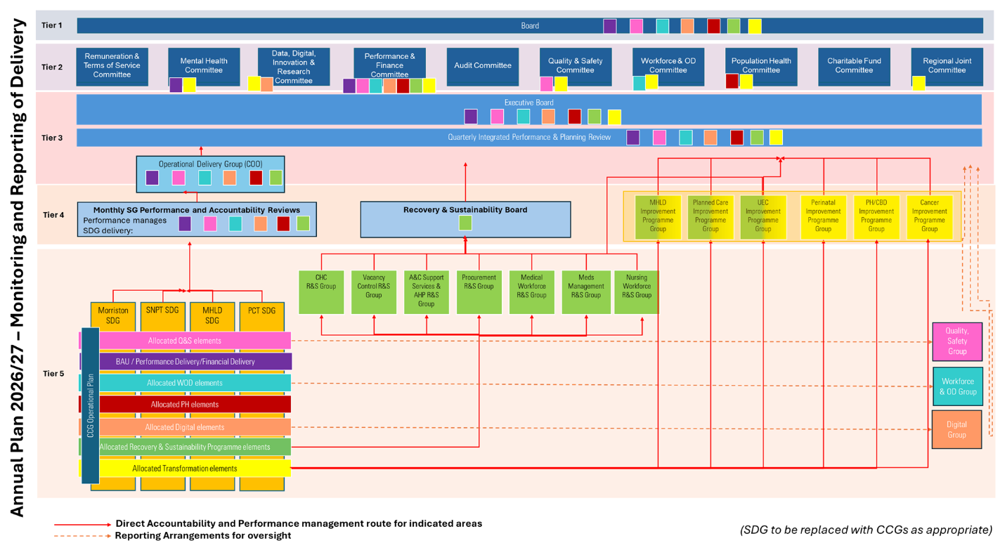 Annual Plan 2026/27 – Monitoring and Reporting of Delivery
Tier 1
Board
Tier 2
Remuneration &
Terms of Service
Committee
Mental Health
Committee
Data, Digital,
Innovation &
Research
Committee
Performance &
Finance
Committee
Audit Committee
Quality & Safety
Committee
Workforce & OD
Committee
Population Health
Committee
Charitable Fund
Committee
Regional Joint
Committee
Tier 3
Executive Board
Quarterly Integrated Performance & Planning Review
Operational Delivery Group (COO)
Tier 4
Monthly SG Performance and Accountability Reviews
Performance manages
SDG delivery:
Recovery & Sustainability Board
MHLD
Improvement
Programme
Group
Planned Care
Improvement
Programme
Group
UEC
Improvement
Programme
Group
Perinatal
Improvement
Programme
Group
PH/CBD
Improvement
Programme
Group
Cancer
Improvement
Programme
Group
Tier 5
CHC
R&S Group
Vacancy
Control R&S
Group
A&C Support
Services &
AHP R&S
Group
Procurement
R&S Group
Medical
Workforce
R&S Group
Meds
Management
R&S Group
Nursing
Workforce
R&S Group
Morriston
SDG
SNPT SDG
MHLD
SDG
PCT SDG
CCG Operational Plan
Allocated Q&S elements
BAU / Performance Delivery/Financial Delivery
Allocated WOD elements
Allocated PH elements
Allocated Digital elements
Allocated Recovery & Sustainability Programme elements
Allocated Transformation elements
Quality,
Safety
Group
Workforce
& OD Group
Digital
Group
Direct Accountability and Performance management route for indicated areas
Reporting Arrangements for oversight
(SDG to be replaced with CCGs as appropriate)